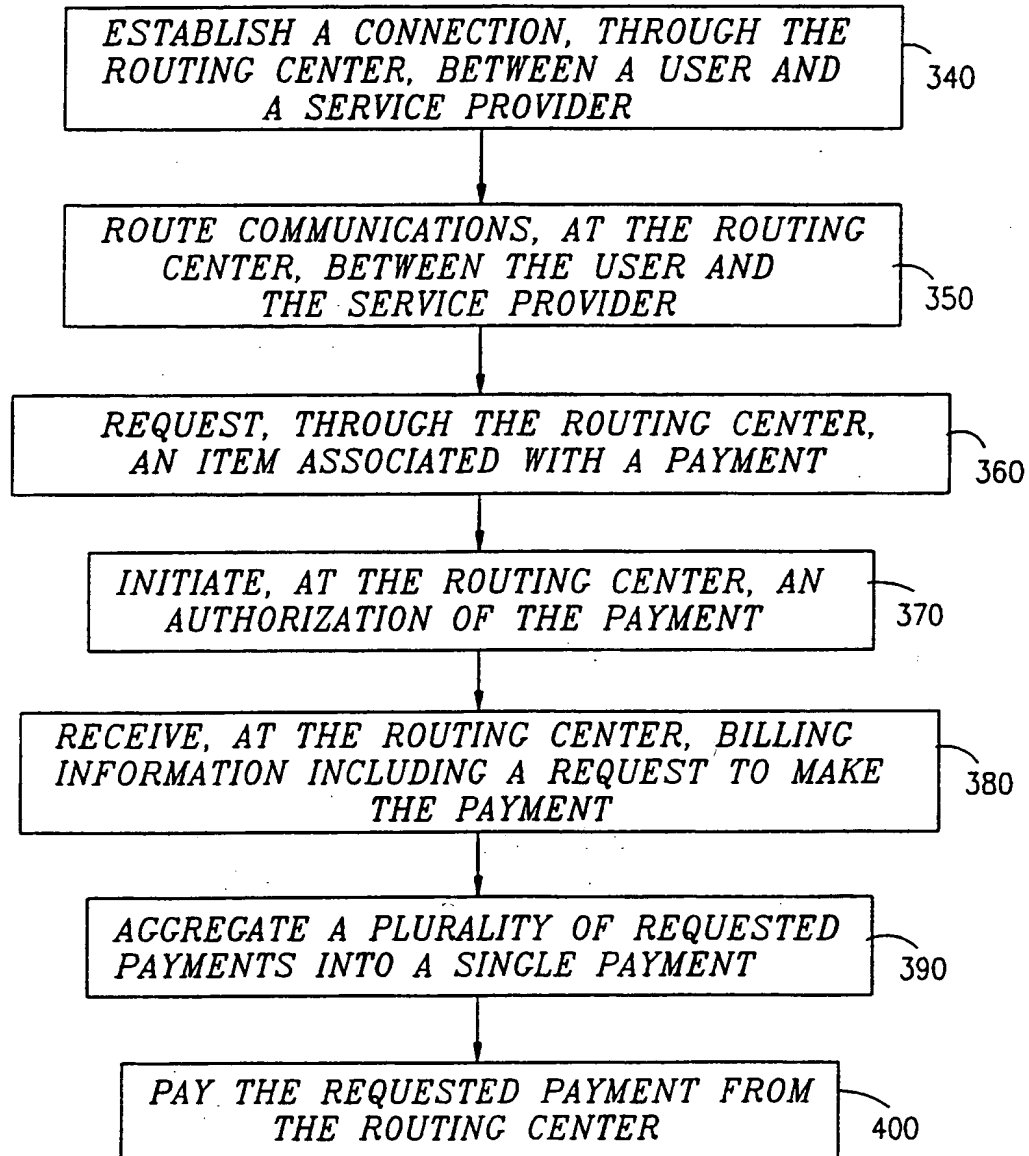 ESTABLISH A CONNECTION, THROUGH THE
ROUTING CENTER, BETWEEN A USER AND
A SERVICE PROVIDER
340
ROUTE COMMUNICATIONS, AT THE ROUTING
CENTER, BETWEEN THE USER AND
THE SERVICE PROVIDER
350
REQUEST, THROUGH THE ROUTING CENTER,
AN ITEM ASSOCIATED WITH A PAYMENT
360
INITIATE, AT THE ROUTING CENTER, AN
AUTHORIZATION OF THE PAYMENT
370
RECEIVE, AT THE ROUTING CENTER, BILLING
INFORMATION INCLUDING A REQUEST TO MAKE
THE PAYMENT
380
AGGREGATE A PLURALITY OF REQUESTED
PAYMENTS INTO A SINGLE PAYMENT
390
PAY THE REQUESTED PAYMENT FROM
THE ROUTING CENTER
400